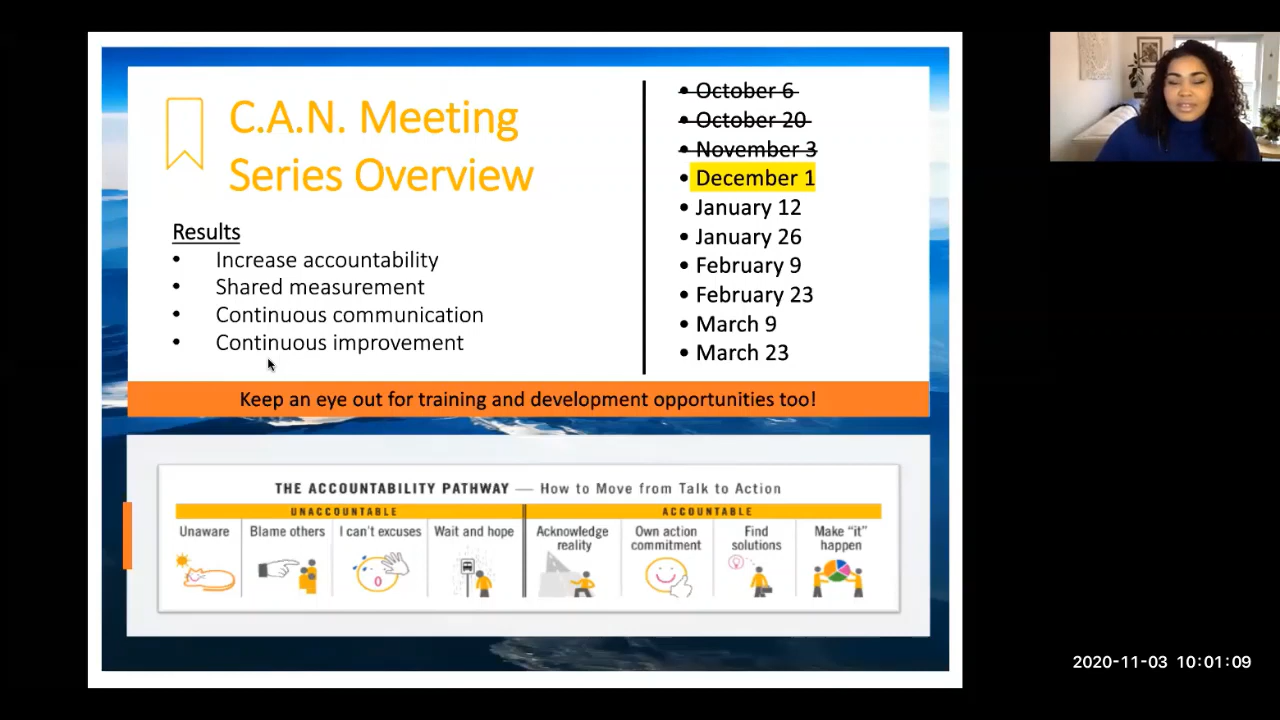 C.A.N. Meeting
Series Overview
Results
• Increase accountability
• Shared measurement
• Continuous communication
• Continuous improvement
• October 6
• October 20
• November 3
• December 1
• January 12
• January 26
• February 9
• February 23
• March 9
• March 23
Keep an eye out for training and development opportunities too!
THE ACCOUNTABILITY PATHWAY — How to Move from Talk to Action
UNACCOUNTABLE
ACCOUNTABLE
Unaware
Blame others
I can't excuses
Wait and hope
Acknowledge
reality
Own action
commitment
Find
solutions
Make "it"
happen
2020-11-03 10:01:09